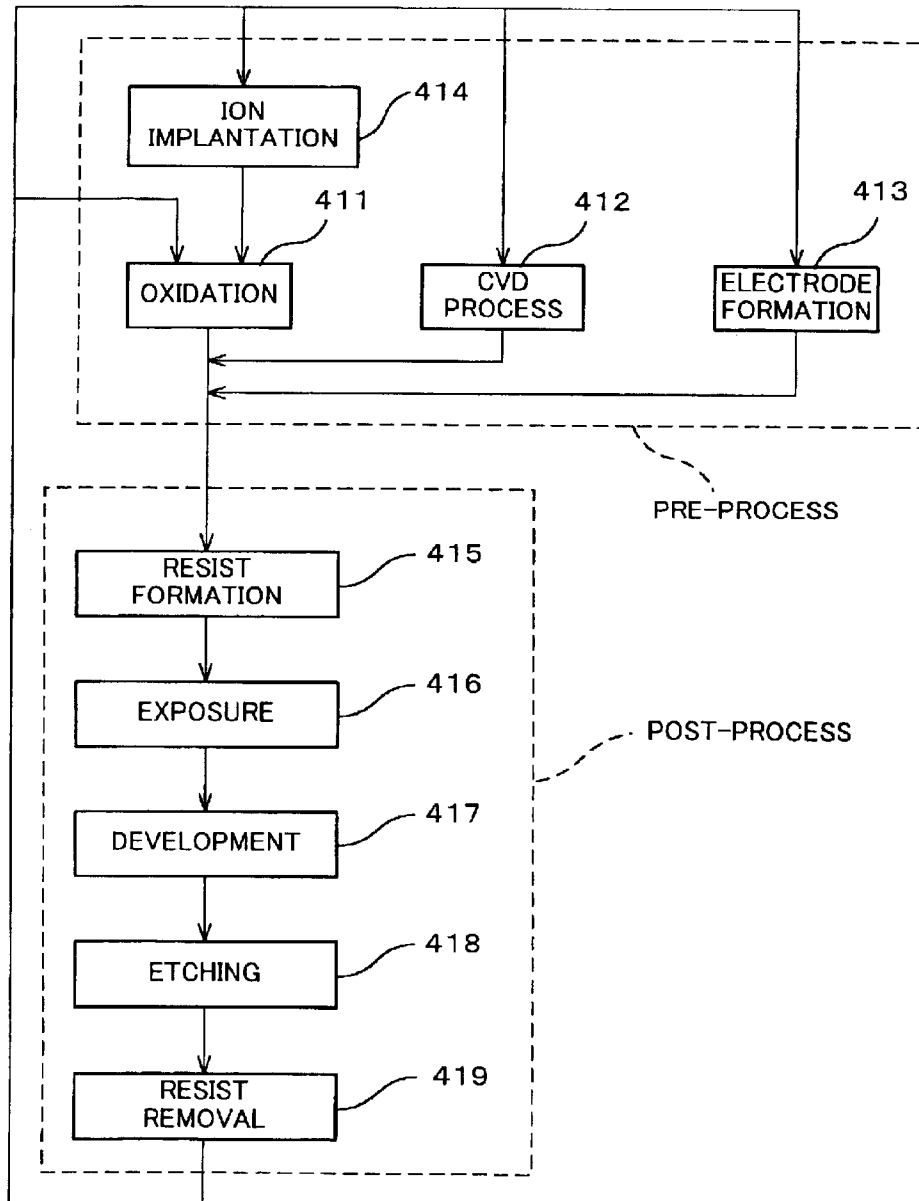 ION
IMPLANTATION
414
411
412
413
OXIDATION
CVD
PROCESS
ELECTRODE
FORMATION
PRE-PROCESS
RESIST
FORMATION
415
EXPOSURE
416
POST-PROCESS
DEVELOPMENT
417
ETCHING
418
RESIST
REMOVAL
419